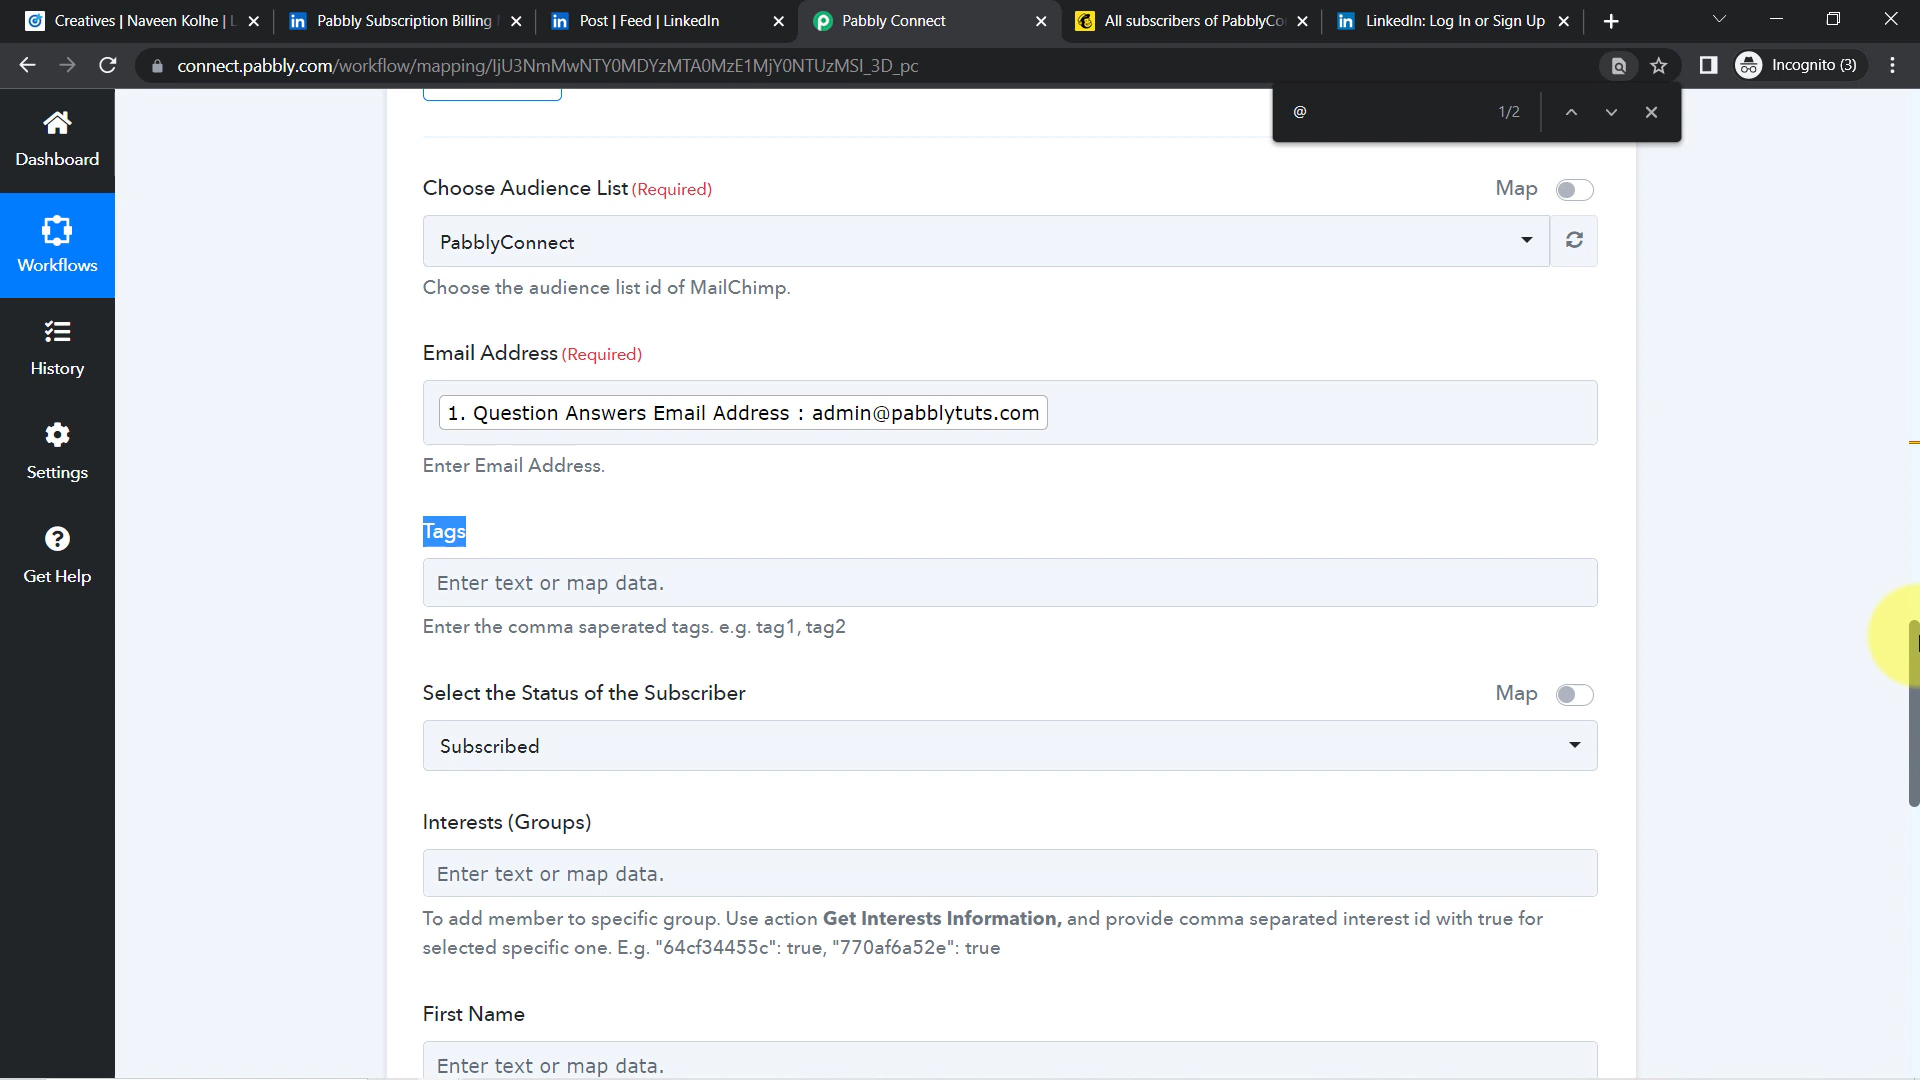 Creatives | Naveen Kolhe | L
Pabbly Subscription Billing
Post | Feed | LinkedIn
Pabbly Connect
All subscribers of PabblyCo
LinkedIn: Log In or Sign Up
connect.pabbly.com/workflow/mapping/IjU3NmMwNTY0MDYzMTA0MzE1MjY0NTUzMSI_3D_pc
Incognito (3)
@
1/2
Dashboard
Workflows
History
Settings
Get Help
Choose Audience List (Required)
Map
PabblyConnect
Choose the audience list id of MailChimp.
Email Address (Required)
1. Question Answers Email Address : admin@pabblytuts.com
Enter Email Address.
Tags
Enter text or map data.
Enter the comma saperated tags. e.g. tag1, tag2
Select the Status of the Subscriber
Map
Subscribed
Interests (Groups)
Enter text or map data.
To add member to specific group. Use action Get Interests Information, and provide comma separated interest id with true for
selected specific one. E.g. "64cf34455c": true, "770af6a52e": true
First Name
Enter text or map data.